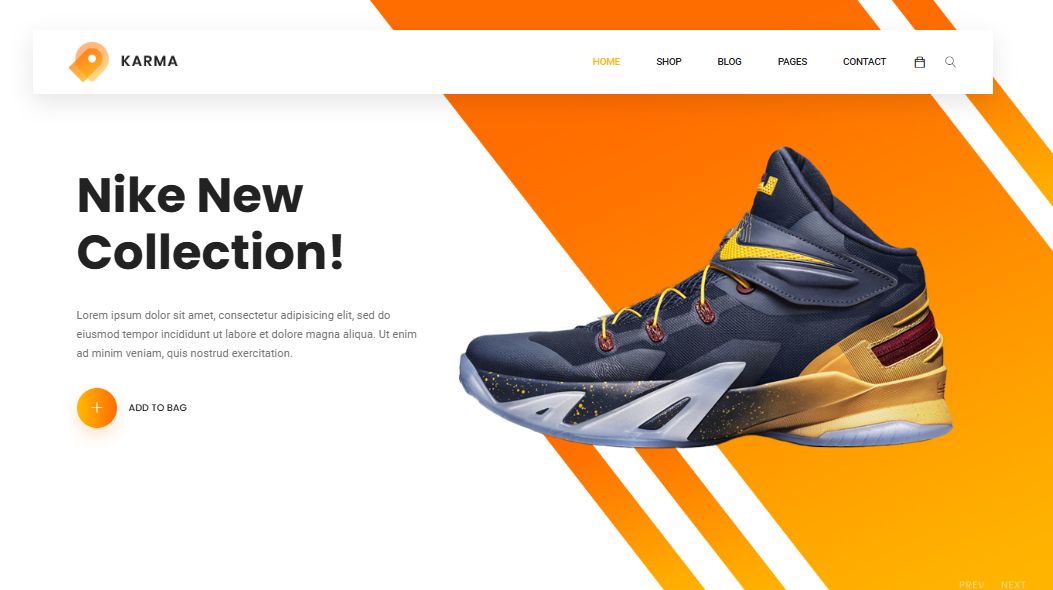 KARMA
HOME SHOP BLOG PAGES CONTACT
Nike New
Collection!
Lorem ipsum dolor sit amet, consectetur adipisicing elit, sed do
eiusmod tempor incididunt ut labore et dolore magna aliqua. Ut enim
ad minim veniam, quis nostrud exercitation.
+ ADD TO BAG
PREV NEXT